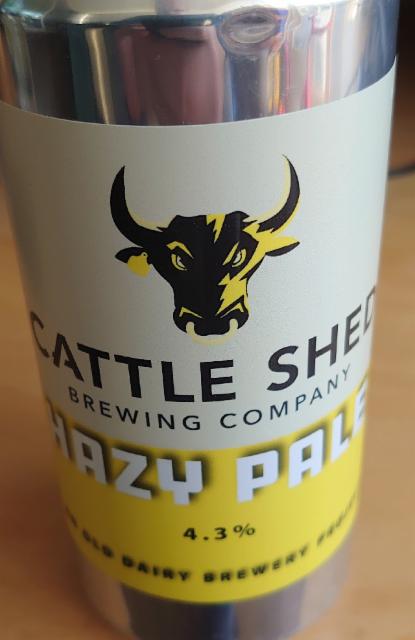 CATTLE SHED
BREWING COMPANY
HAZY PALE
4.3%
OLD DAIRY BREWERY